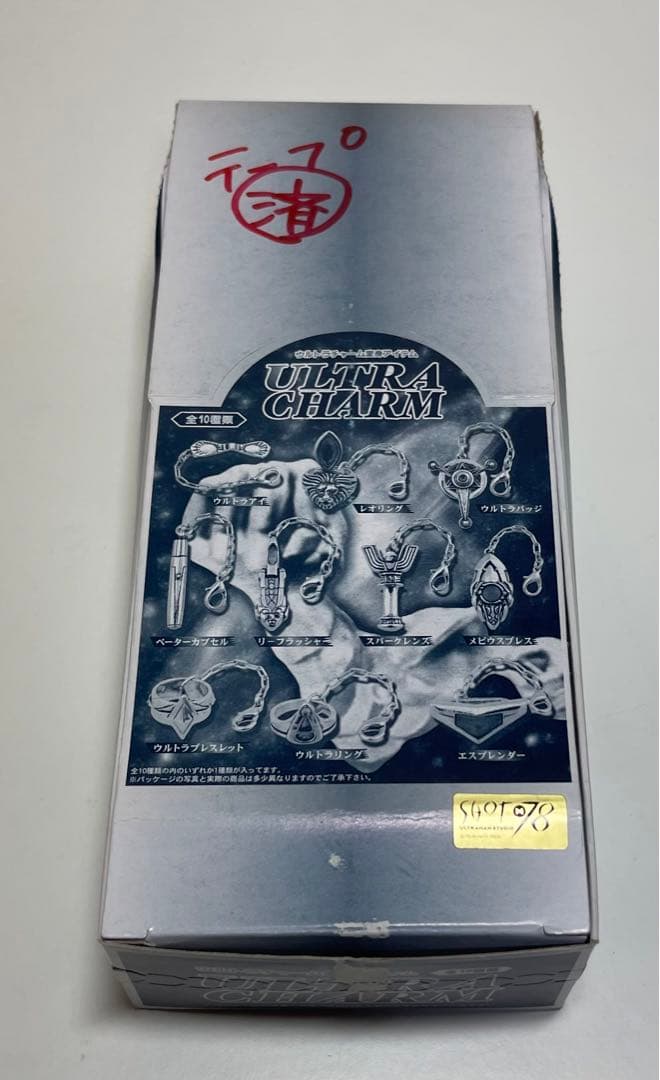 テープ
済
ウルトラチャーム変身アイテム
ULTRA
CHARM
全10種類
ウルトラアイ
レオリング
ウルトラバッジ
ベーターカプセル
リーフラッシャー
スパークレンズ
メビウスブレス
ウルトラブレスレット
ウルトラリング
エスプレンダー
全10種類の内のいずれか1種類が入ってます。
※パッケージの写真と実際の商品は多少異なりますのでご了承下さい。
SHOT M78
ULTRAMAN STUDIO
ULTRA
CHARM